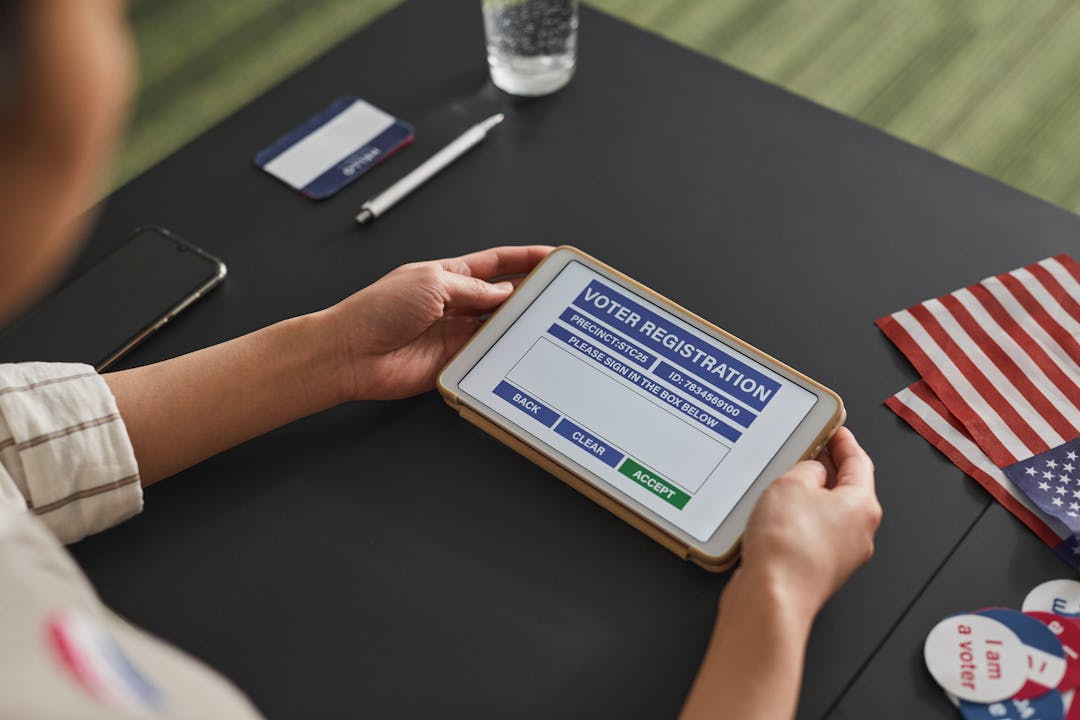 HELLO
VOTER REGISTRATION
PRECINCT:STC25
ID: 7834569100
PLEASE SIGN IN THE BOX BELOW
BACK
CLEAR
ACCEPT
I am
a voter